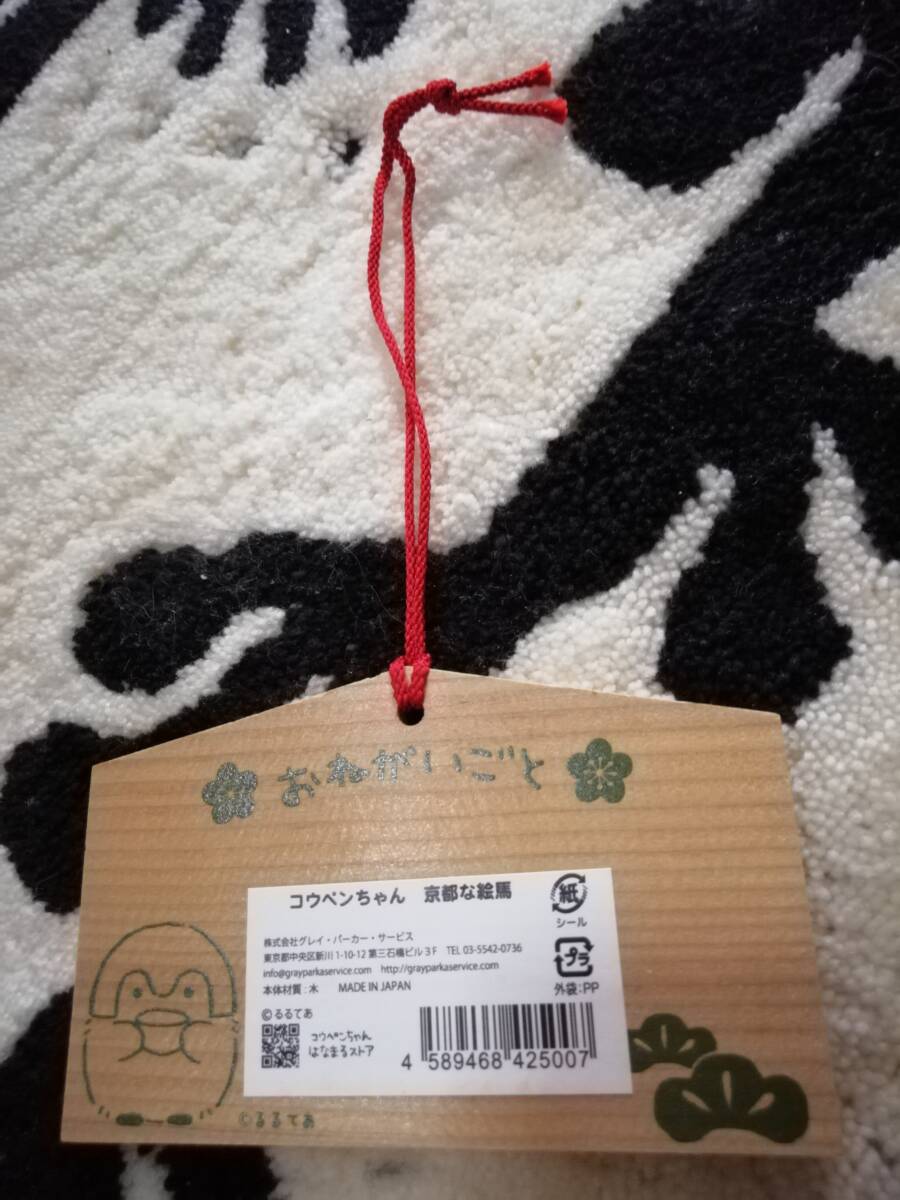 おねがいごと
コウペンちゃん 京都な絵馬
紙
シール
株式会社グレイ・パーカー・サービス
東京都中央区新川1-10-12 第三石橋ビル3F TEL 03-5542-0736
info@grayparkaservice.com http://grayparkaservice.com
プラ
本体材質:木 MADE IN JAPAN
外袋:PP
©るるてあ
コウペンちゃん
はなまるストア
4 589468 425007
©るるてあ